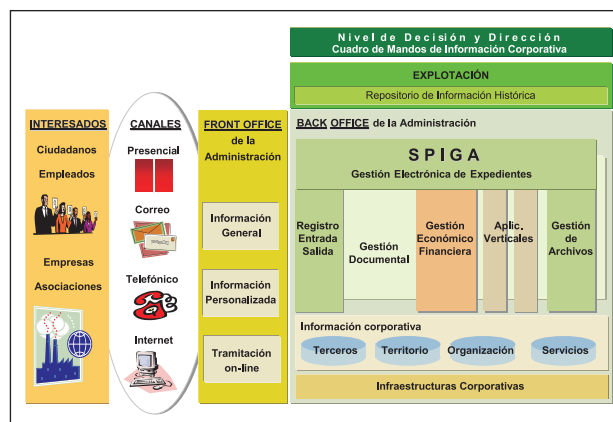 Nivel de Decisión y Dirección
Cuadro de Mandos de Información Corporativa
EXPLOTACIÓN
Repositorio de Información Histórica
INTERESADOS
Ciudadanos
Empleados
Empresas
Asociaciones
CANALES
Presencial
Correo
Telefónico
Internet
FRONT OFFICE
de la
Administración
Información
General
Información
Personalizada
Tramitación
on-line
BACK OFFICE de la Administración
SPIGA
Gestión Electrónica de Expedientes
Registro
Entrada
Salida
Gestión
Documental
Gestión
Económico
Financiera
Aplic.
Verticales
Gestión
de
Archivos
Información corporativa
Terceros
Territorio
Organización
Servicios
Infraestructuras Corporativas